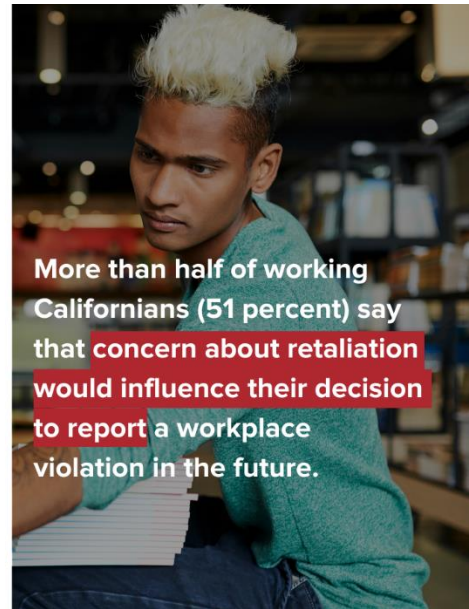 More than half of working
Californians (51 percent) say
that concern about retaliation
would influence their decision
to report a workplace
violation in the future.